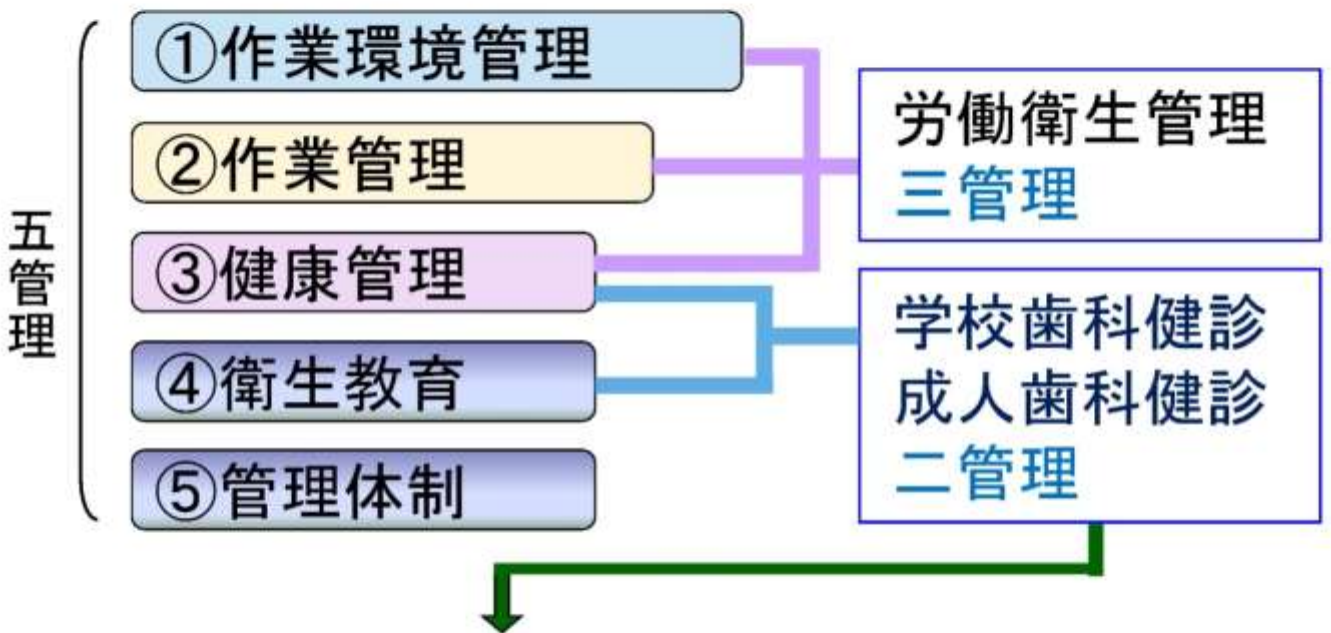 五管理
①作業環境管理
②作業管理
③健康管理
④衛生教育
⑤管理体制
労働衛生管理
三管理
学校歯科健診
成人歯科健診
二管理